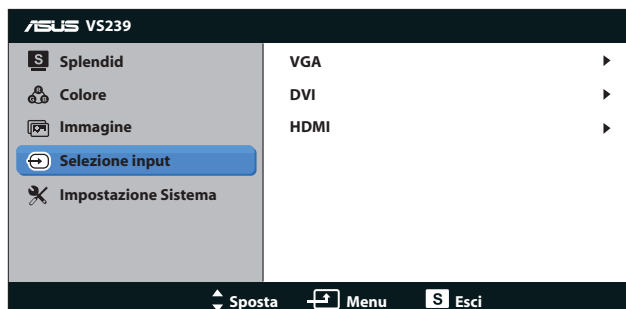 ASUS VS239
S Splendid
Colore
Immagine
Selezione input
Impostazione Sistema
VGA
DVI
HDMI
Sposta Menu S Esci